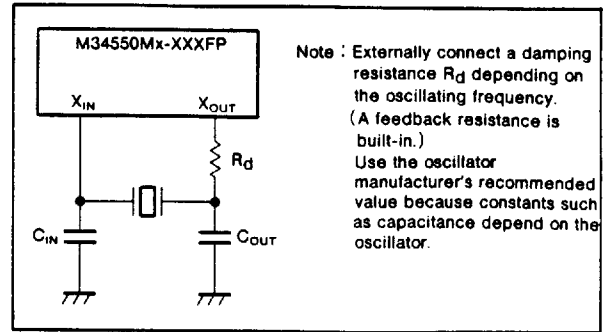 M34550Mx-XXXFP
XIN
XOUT
Rd
CIN
COUT
Note : Externally connect a damping
resistance Rd depending on
the oscillating frequency.
(A feedback resistance is
built-in.)
Use the oscillator
manufacturer's recommended
value because constants such
as capacitance depend on the
oscillator.